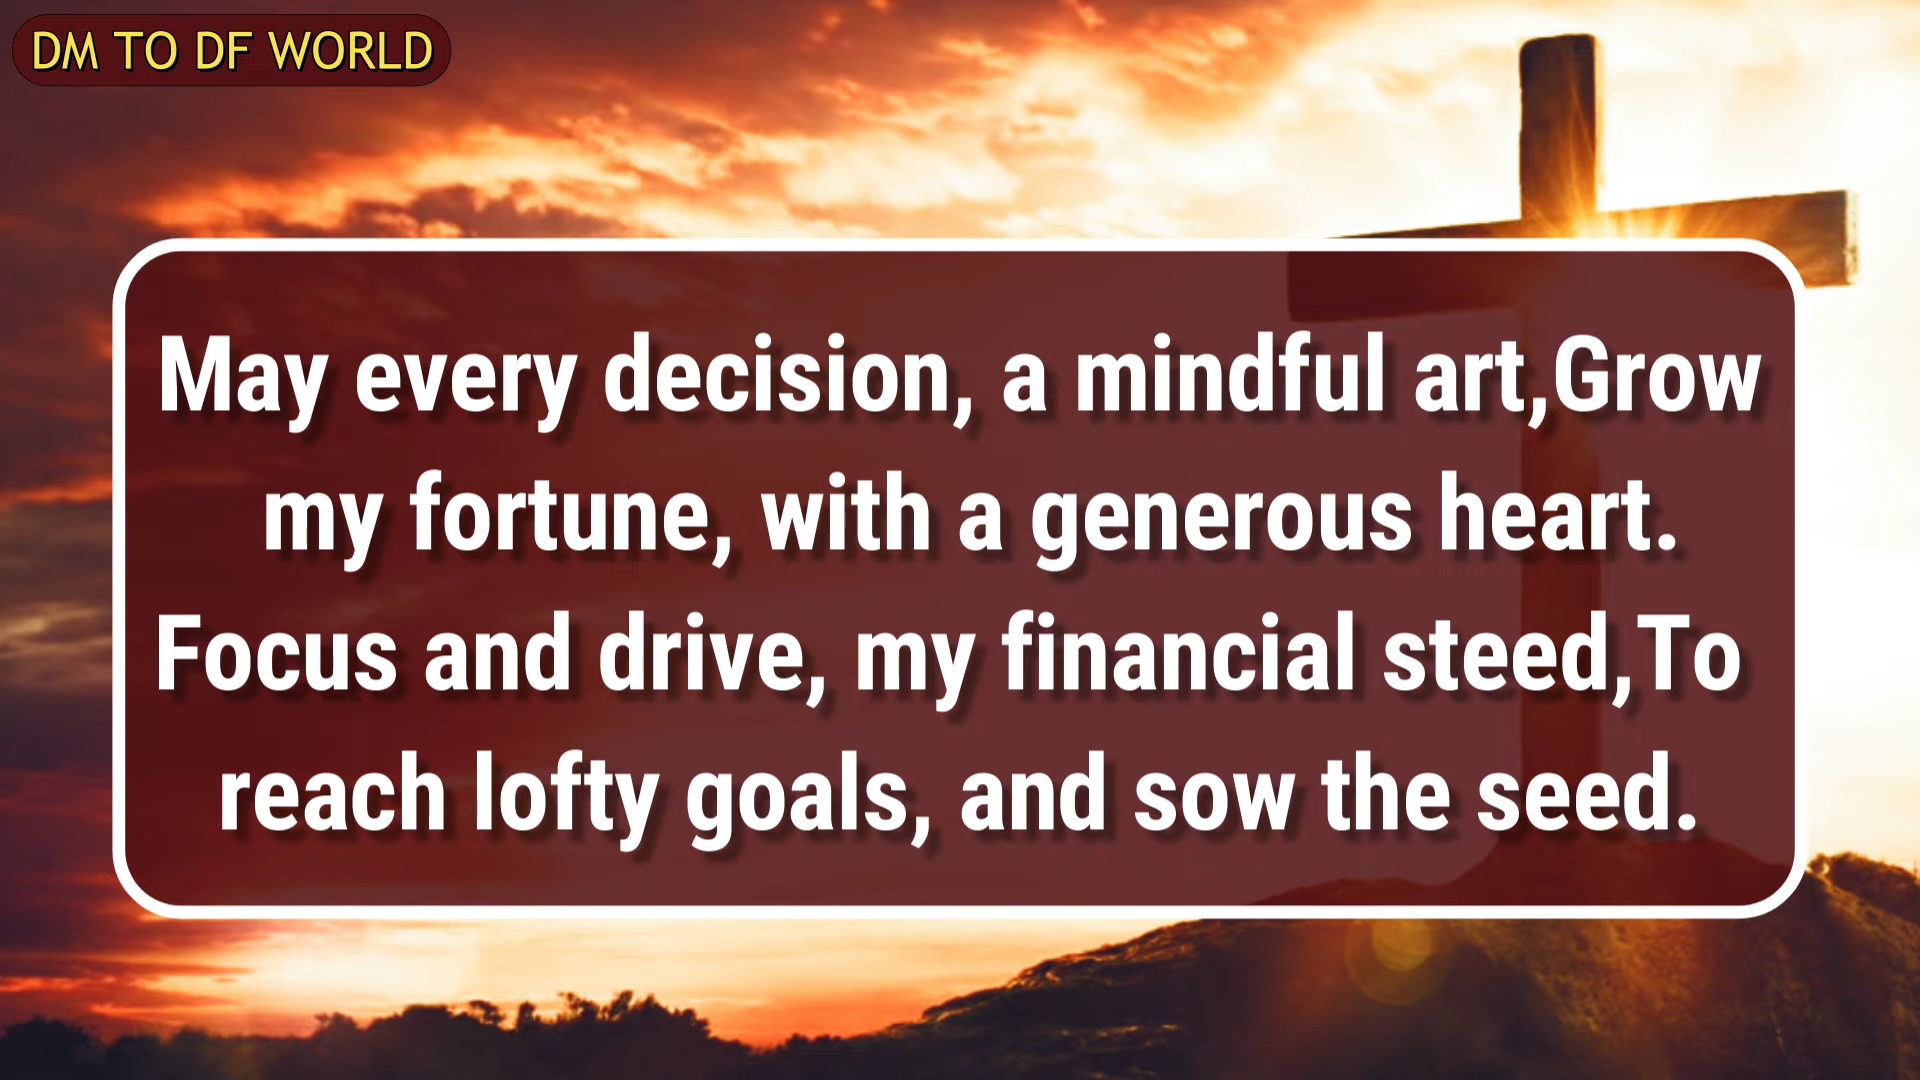 DM TO DF WORLD
May every decision, a mindful art,Grow
my fortune, with a generous heart.
Focus and drive, my financial steed,To
reach lofty goals, and sow the seed.